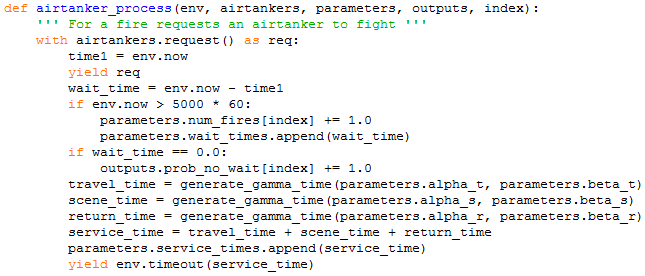 def airtanker_process(env, airtankers, parameters, outputs, index):
    ''' For a fire requests an airtanker to fight '''
    with airtankers.request() as req:
        time1 = env.now
        yield req
        wait_time = env.now - time1
        if env.now > 5000 * 60:
            parameters.num_fires[index] += 1.0
            parameters.wait_times.append(wait_time)
        if wait_time == 0.0:
            outputs.prob_no_wait[index] += 1.0
        travel_time = generate_gamma_time(parameters.alpha_t, parameters.beta_t)
        scene_time = generate_gamma_time(parameters.alpha_s, parameters.beta_s)
        return_time = generate_gamma_time(parameters.alpha_r, parameters.beta_r)
        service_time = travel_time + scene_time + return_time
        parameters.service_times.append(service_time)
        yield env.timeout(service_time)